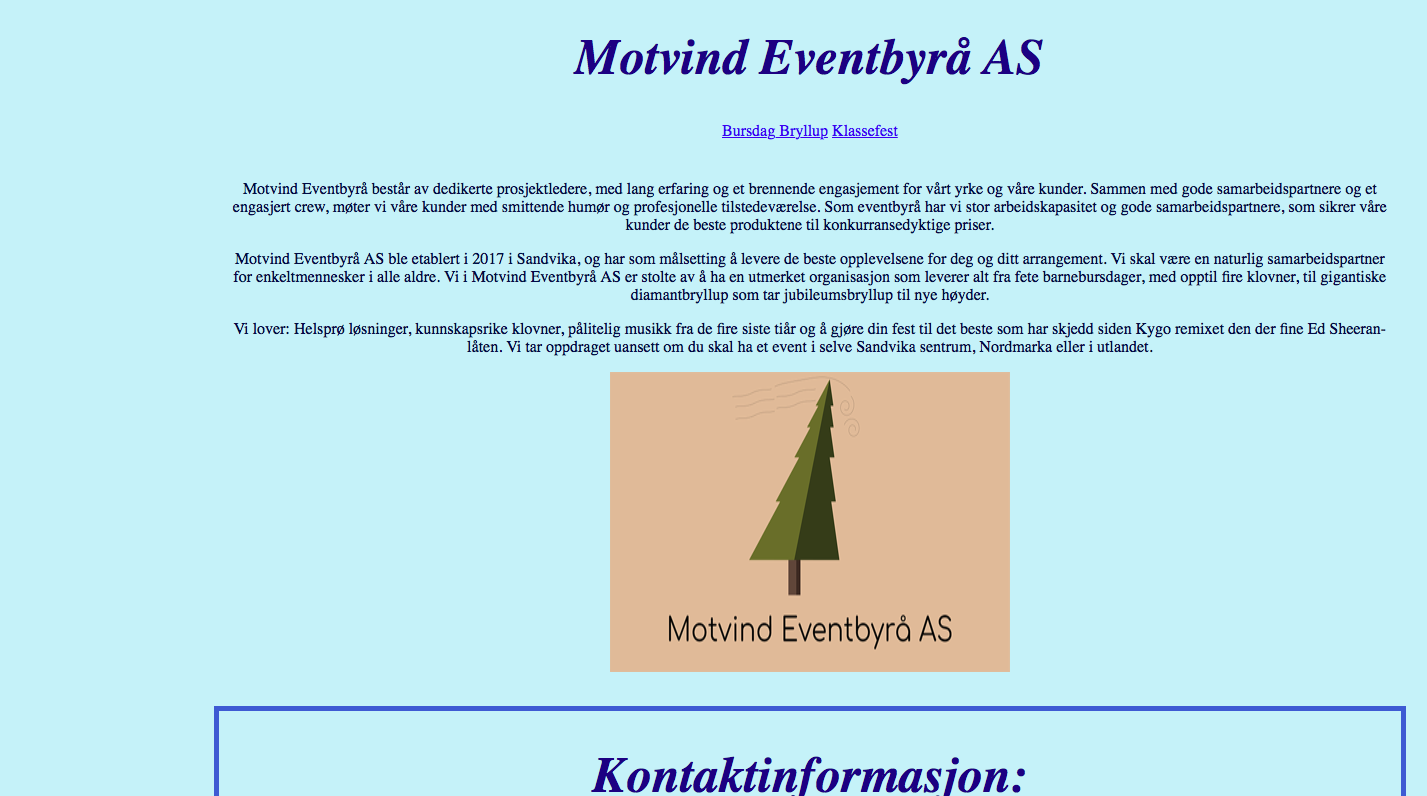 Motvind Eventbyrå AS
Bursdag Bryllup Klassefest
Motvind Eventbyrå består av dedikerte prosjektledere, med lang erfaring og et brennende engasjement for vårt yrke og våre kunder. Sammen med gode samarbeidspartnere og et
engasjert crew, møter vi våre kunder med smittende humør og profesjonelle tilstedeværelse. Som eventbyrå har vi stor arbeidskapasitet og gode samarbeidspartnere, som sikrer våre
kunder de beste produktene til konkurransedyktige priser.
Motvind Eventbyrå AS ble etablert i 2017 i Sandvika, og har som målsetting å levere de beste opplevelsene for deg og ditt arrangement. Vi skal være en naturlig samarbeidspartner
for enkeltmennesker i alle aldre. Vi i Motvind Eventbyrå AS er stolte av å ha en utmerket organisasjon som leverer alt fra fete barnebursdager, med opptil fire klovner, til gigantiske
diamantbryllup som tar jubileumsbryllup til nye høyder.
Vi lover: Helsprø løsninger, kunnskapsrike klovner, pålitelig musikk fra de fire siste tiår og å gjøre din fest til det beste som har skjedd siden Kygo remixet den der fine Ed Sheeran-
låten. Vi tar oppdraget uansett om du skal ha et event i selve Sandvika sentrum, Nordmarka eller i utlandet.
Motvind Eventbyrå AS
Kontaktinformasjon: